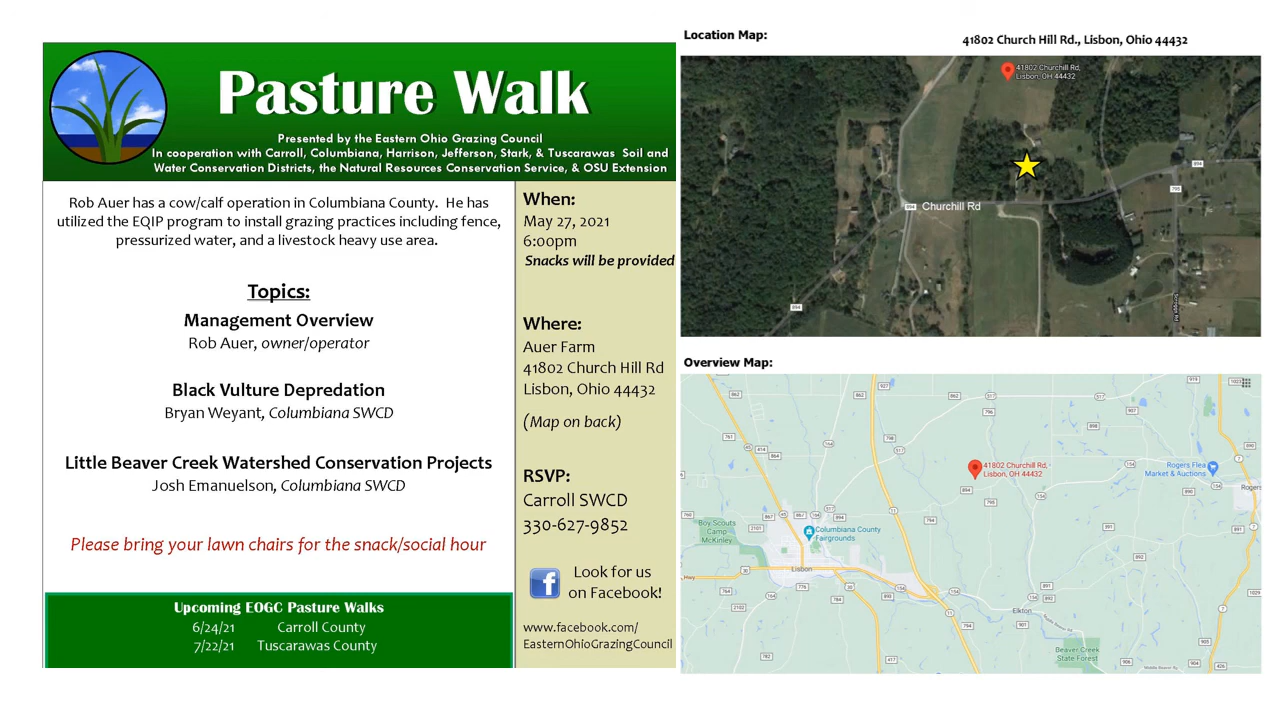 Pasture Walk
Presented by the Eastern Ohio Grazing Council
In cooperation with Carroll, Columbiana, Harrison, Jefferson, Stark, & Tuscarawas Soil and
Water Conservation Districts, the Natural Resources Conservation Service, & OSU Extension
Rob Auer has a cow/calf operation in Columbiana County. He has
utilized the EQIP program to install grazing practices including fence,
pressurized water, and a livestock heavy use area.
Topics:
Management Overview
Rob Auer, owner/operator
Black Vulture Depredation
Bryan Weyant, Columbiana SWCD
Little Beaver Creek Watershed Conservation Projects
Josh Emanuelson, Columbiana SWCD
Please bring your lawn chairs for the snack/social hour
Upcoming EOGC Pasture Walks
6/24/21 Carroll County
7/22/21 Tuscarawas County
When:
May 27, 2021
6:00pm
Snacks will be provided
Where:
Auer Farm
41802 Church Hill Rd
Lisbon, Ohio 44432
(Map on back)
RSVP:
Carroll SWCD
330-627-9852
f
Look for us
on Facebook!
www.facebook.com/
EasternOhioGrazingCouncil
Location Map:
41802 Church Hill Rd., Lisbon, Ohio 44432
41802 Churchill Rd,
Lisbon, OH 44432
894
798
894 Churchill Rd
894
Overview Map:
41802 Churchill Rd,
Lisbon, OH 44432
Rogers Flea
Market & Auctions
Rogers
Boy Scouts
Camp
McKinley
Columbiana County
Fairgrounds
Lisbon
Elkton
Beaver Creek
State Forest